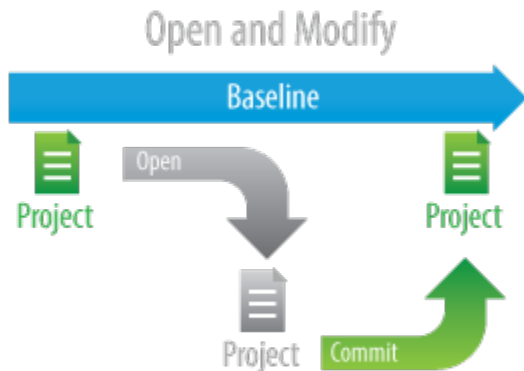 Open and Modify
Baseline
Open
Project
Project
Project
Commit